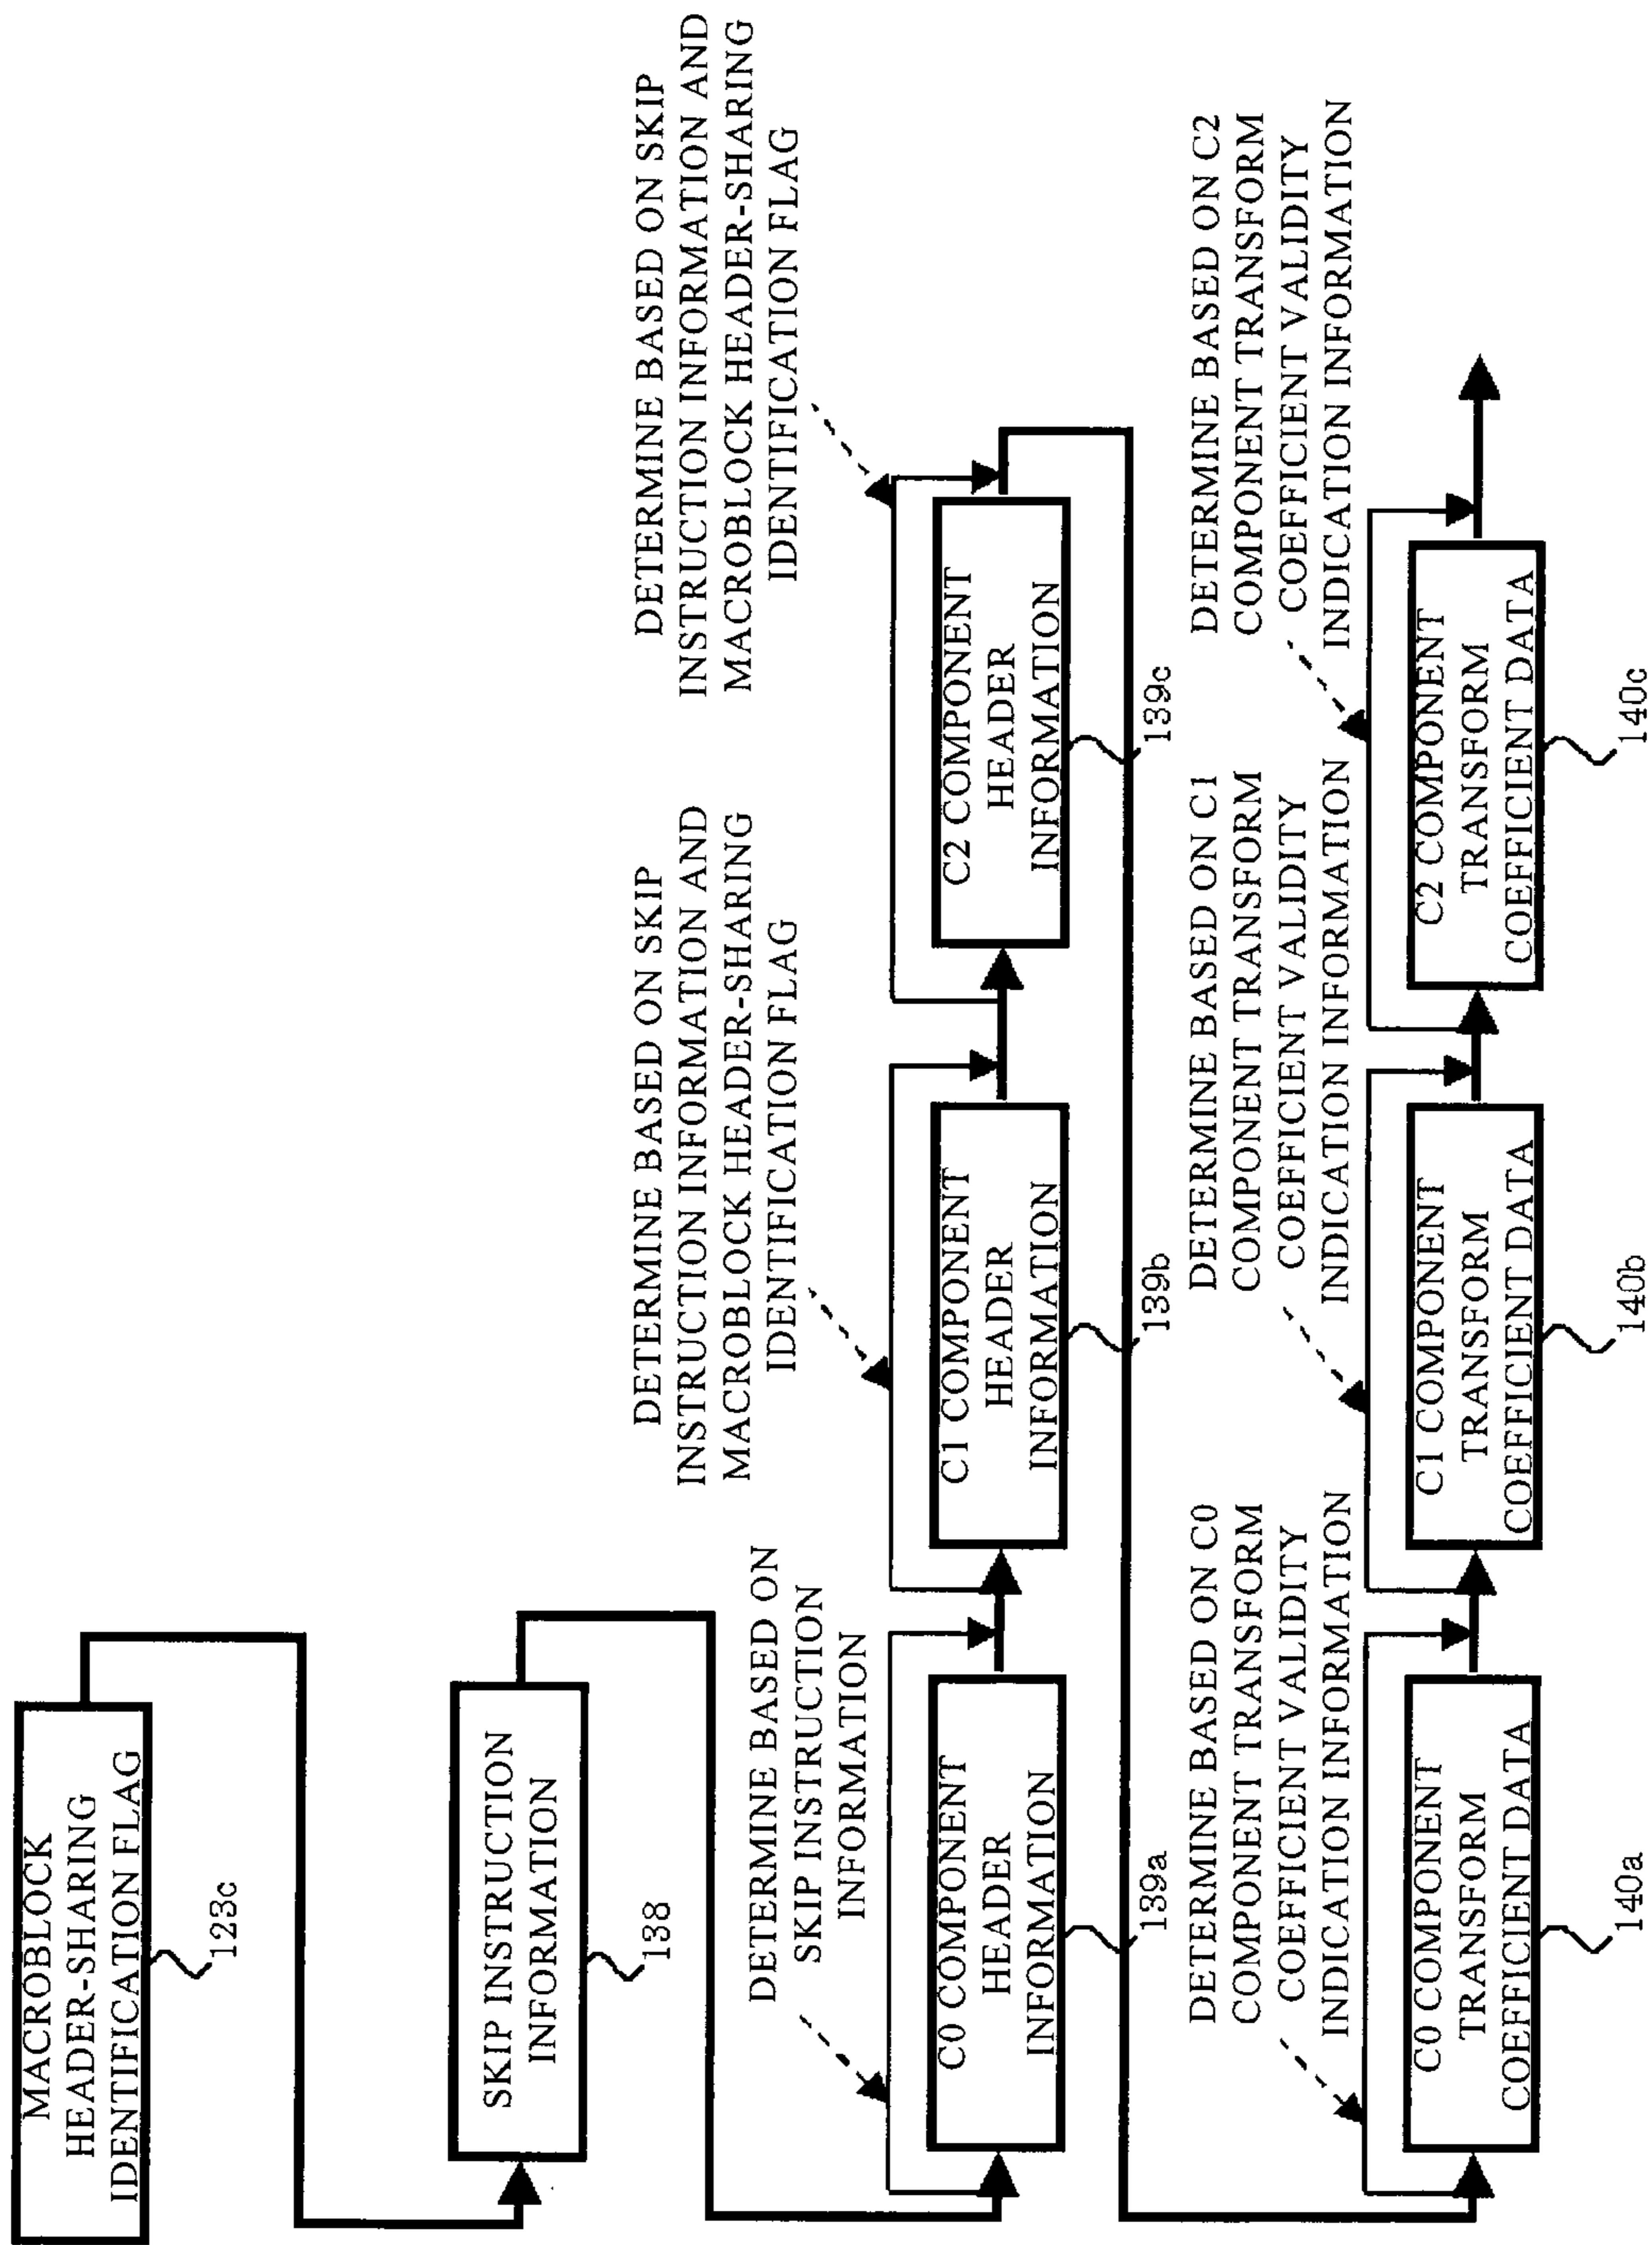 MACROBLOCK
HEADER-SHARING
IDENTIFICATION FLAG
123c
SKIP INSTRUCTION
INFORMATION
138
DETERMINE BASED ON
SKIP INSTRUCTION
INFORMATION
DETERMINE BASED ON SKIP
INSTRUCTION INFORMATION AND
MACROBLOCK HEADER-SHARING
IDENTIFICATION FLAG
DETERMINE BASED ON SKIP
INSTRUCTION INFORMATION AND
MACROBLOCK HEADER-SHARING
IDENTIFICATION FLAG
C0 COMPONENT
HEADER
INFORMATION
139a
C1 COMPONENT
HEADER
INFORMATION
139b
C2 COMPONENT
HEADER
INFORMATION
139c
DETERMINE BASED ON C0
COMPONENT TRANSFORM
COEFFICIENT VALIDITY
INDICATION INFORMATION
DETERMINE BASED ON C1
COMPONENT TRANSFORM
COEFFICIENT VALIDITY
INDICATION INFORMATION
DETERMINE BASED ON C2
COMPONENT TRANSFORM
COEFFICIENT VALIDITY
INDICATION INFORMATION
C0 COMPONENT
TRANSFORM
COEFFICIENT DATA
140a
C1 COMPONENT
TRANSFORM
COEFFICIENT DATA
140b
C2 COMPONENT
TRANSFORM
COEFFICIENT DATA
140c